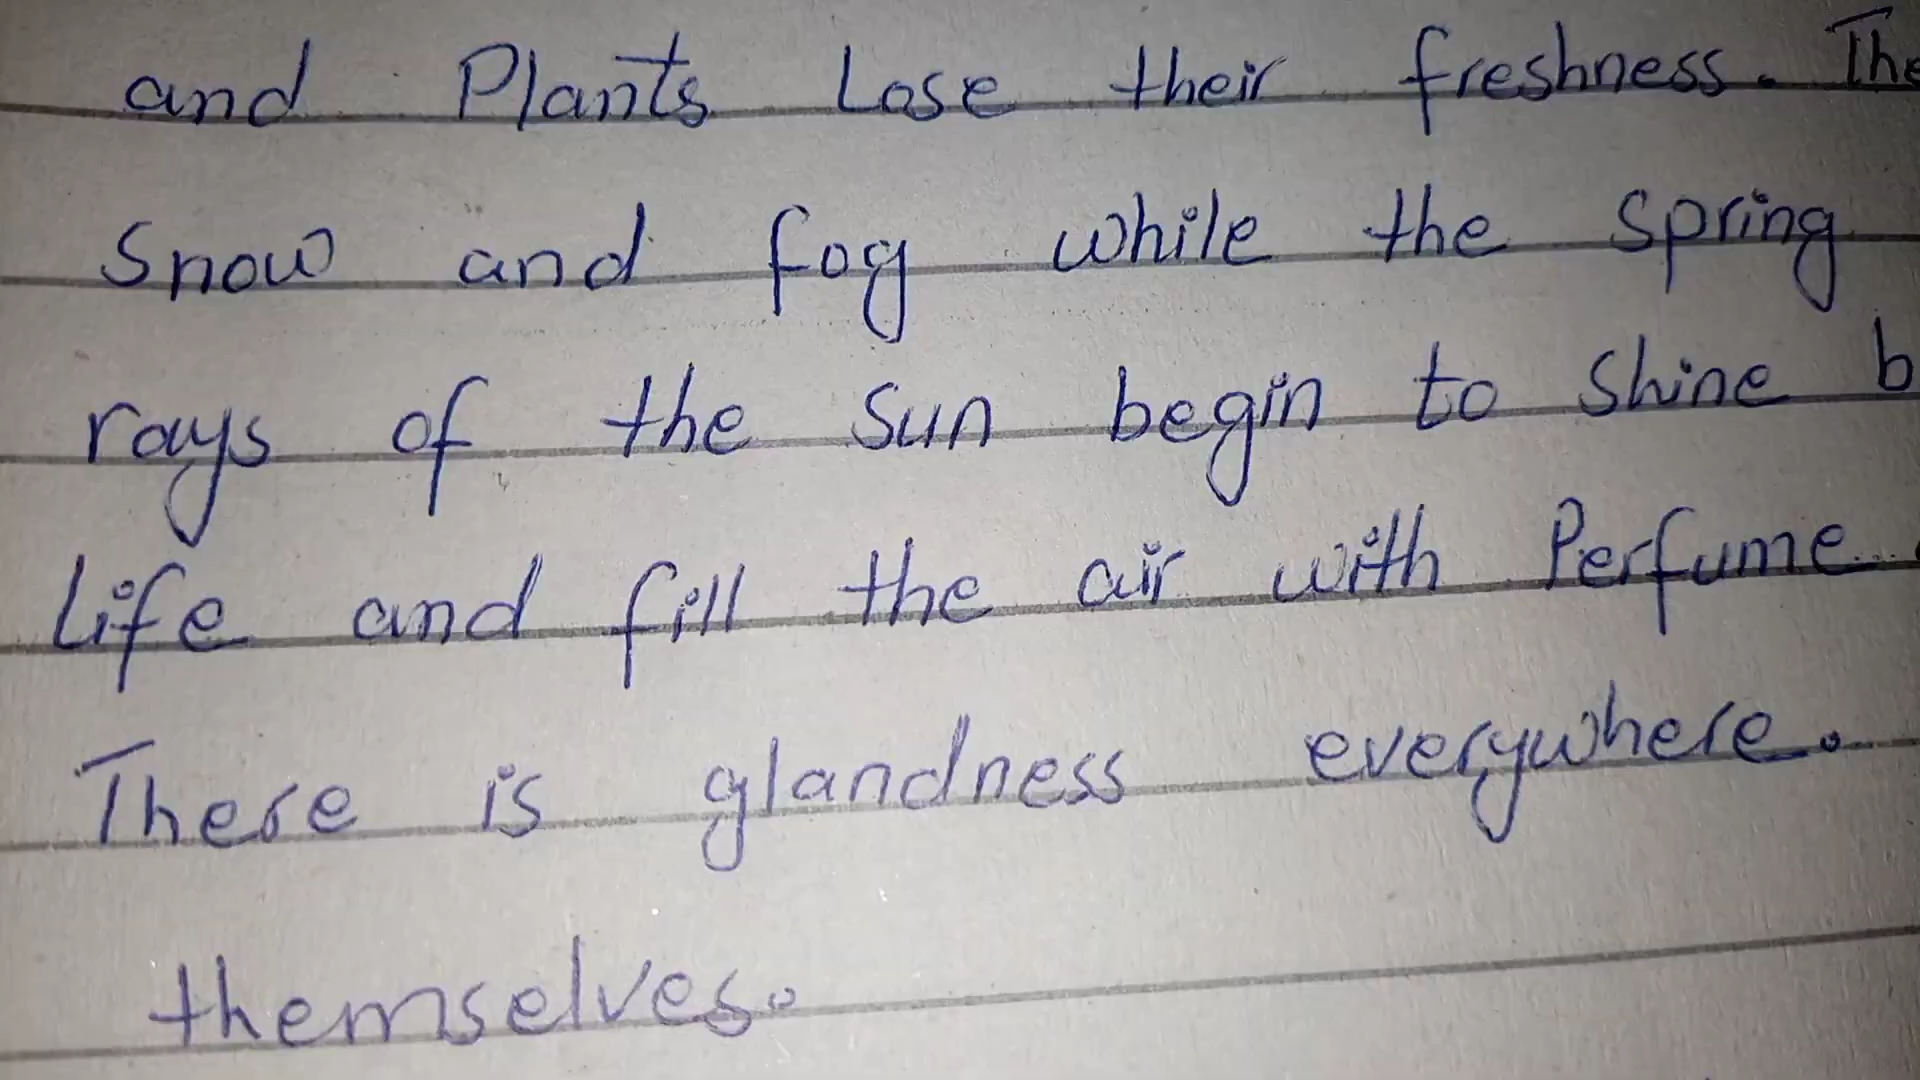 and Plants Lose their freshness. The
Snow and fog while the spring
rays of the Sun begin to Shine b
life and fill the air with Perfume
There is glandness everywhere.
themselves.